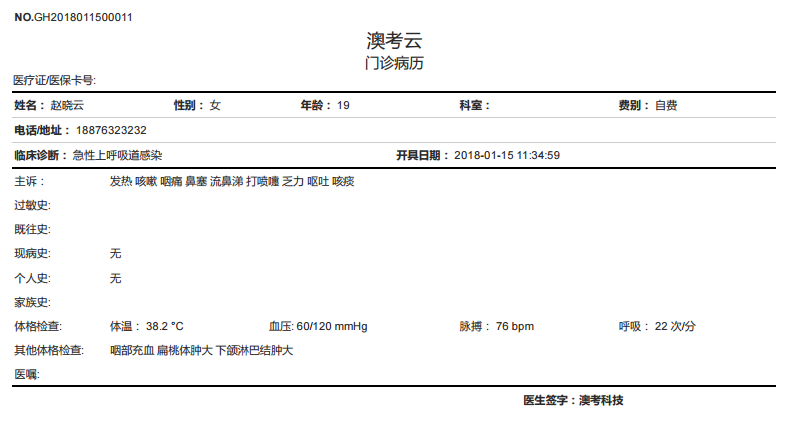 NO.GH2018011500011
澳考云
门诊病历
医疗证/医保卡号:
姓名： 赵晓云 性别： 女 年龄： 19 科室： 费别： 自费
电话/地址： 18876323232
临床诊断： 急性上呼吸道感染 开具日期： 2018-01-15 11:34:59
主诉： 发热 咳嗽 咽痛 鼻塞 流鼻涕 打喷嚏 乏力 呕吐 咳痰
过敏史:
既往史:
现病史: 无
个人史: 无
家族史:
体格检查: 体温： 38.2 °C 血压: 60/120 mmHg 脉搏： 76 bpm 呼吸： 22 次/分
其他体格检查: 咽部充血 扁桃体肿大 下颌淋巴结肿大
医嘱:
医生签字：澳考科技